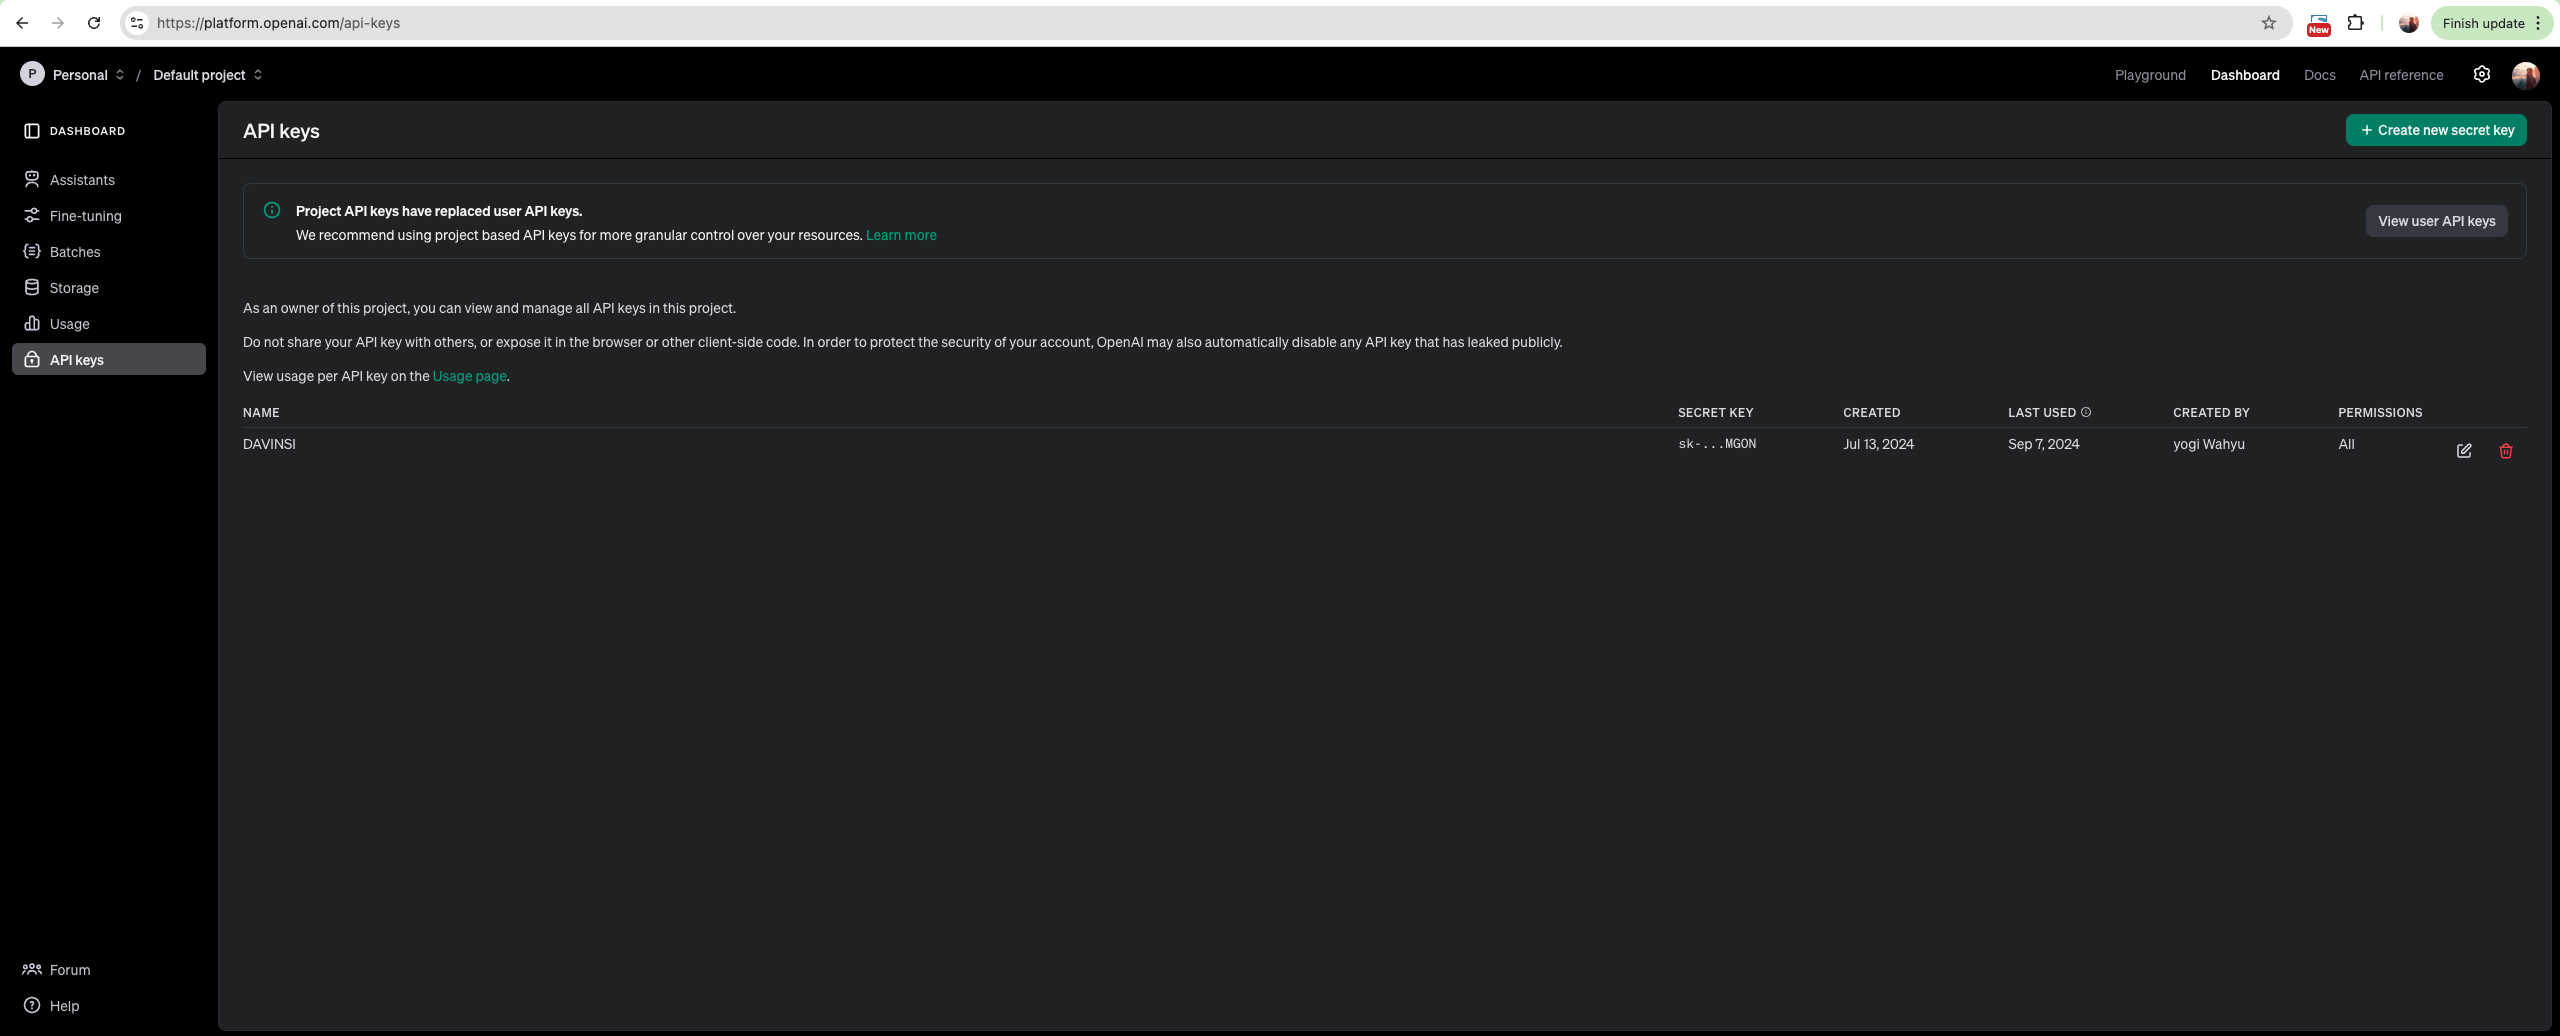 https://platform.openai.com/api-keys
New
Finish update
P Personal / Default project
Playground Dashboard Docs API reference
DASHBOARD
Assistants
Fine-tuning
Batches
Storage
Usage
API keys
Forum
Help
API keys
+ Create new secret key
Project API keys have replaced user API keys.
We recommend using project based API keys for more granular control over your resources. Learn more
View user API keys
As an owner of this project, you can view and manage all API keys in this project.
Do not share your API key with others, or expose it in the browser or other client-side code. In order to protect the security of your account, OpenAI may also automatically disable any API key that has leaked publicly.
View usage per API key on the Usage page.
NAME SECRET KEY CREATED LAST USED CREATED BY PERMISSIONS
DAVINSI sk-...MGON Jul 13, 2024 Sep 7, 2024 yogi Wahyu All